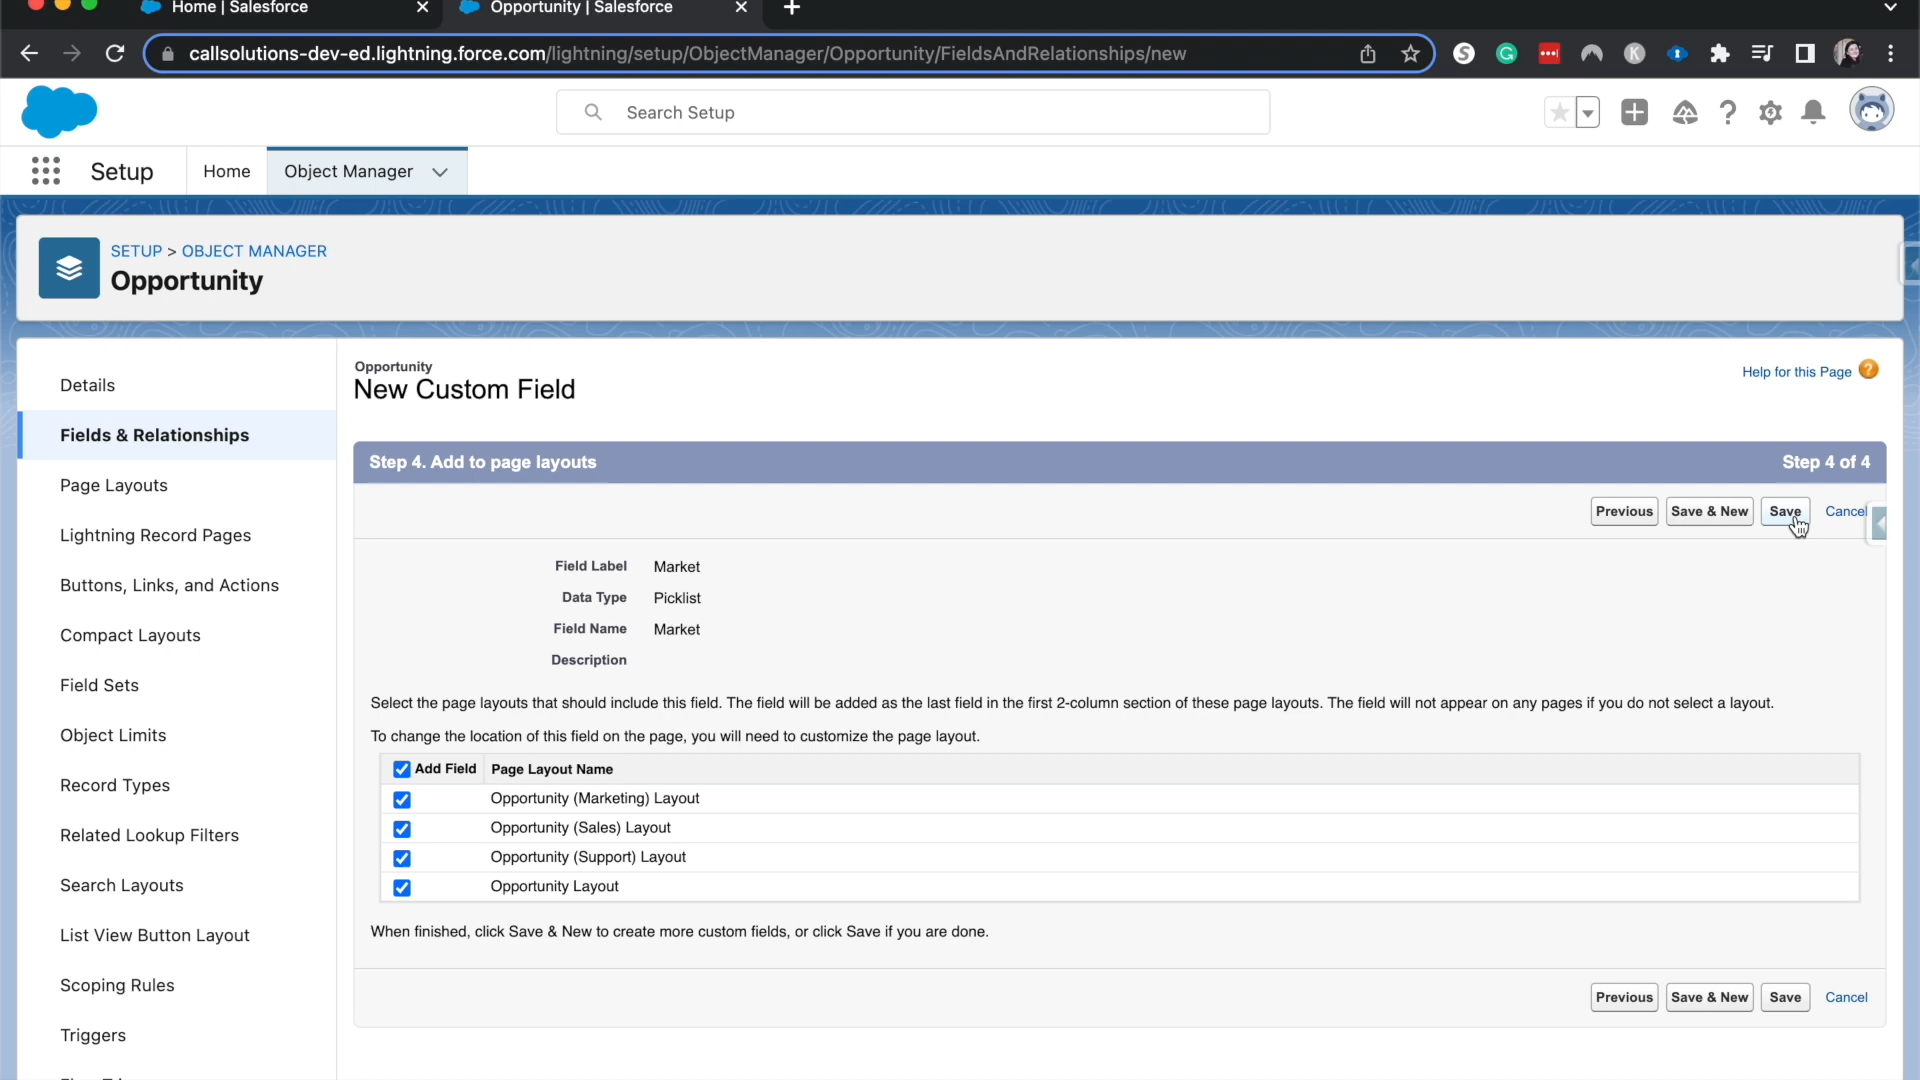 Home | Salesforce
Opportunity | Salesforce
callsolutions-dev-ed.lightning.force.com/lightning/setup/ObjectManager/Opportunity/FieldsAndRelationships/new
Search Setup
Setup
Home
Object Manager
SETUP > OBJECT MANAGER
Opportunity
Details
Fields & Relationships
Page Layouts
Lightning Record Pages
Buttons, Links, and Actions
Compact Layouts
Field Sets
Object Limits
Record Types
Related Lookup Filters
Search Layouts
List View Button Layout
Scoping Rules
Triggers
Opportunity
New Custom Field
Help for this Page
Step 4. Add to page layouts
Step 4 of 4
Previous
Save & New
Save
Cancel
Field Label Market
Data Type Picklist
Field Name Market
Description
Select the page layouts that should include this field. The field will be added as the last field in the first 2-column section of these page layouts. The field will not appear on any pages if you do not select a layout.
To change the location of this field on the page, you will need to customize the page layout.
Add Field Page Layout Name
Opportunity (Marketing) Layout
Opportunity (Sales) Layout
Opportunity (Support) Layout
Opportunity Layout
When finished, click Save & New to create more custom fields, or click Save if you are done.
Previous
Save & New
Save
Cancel